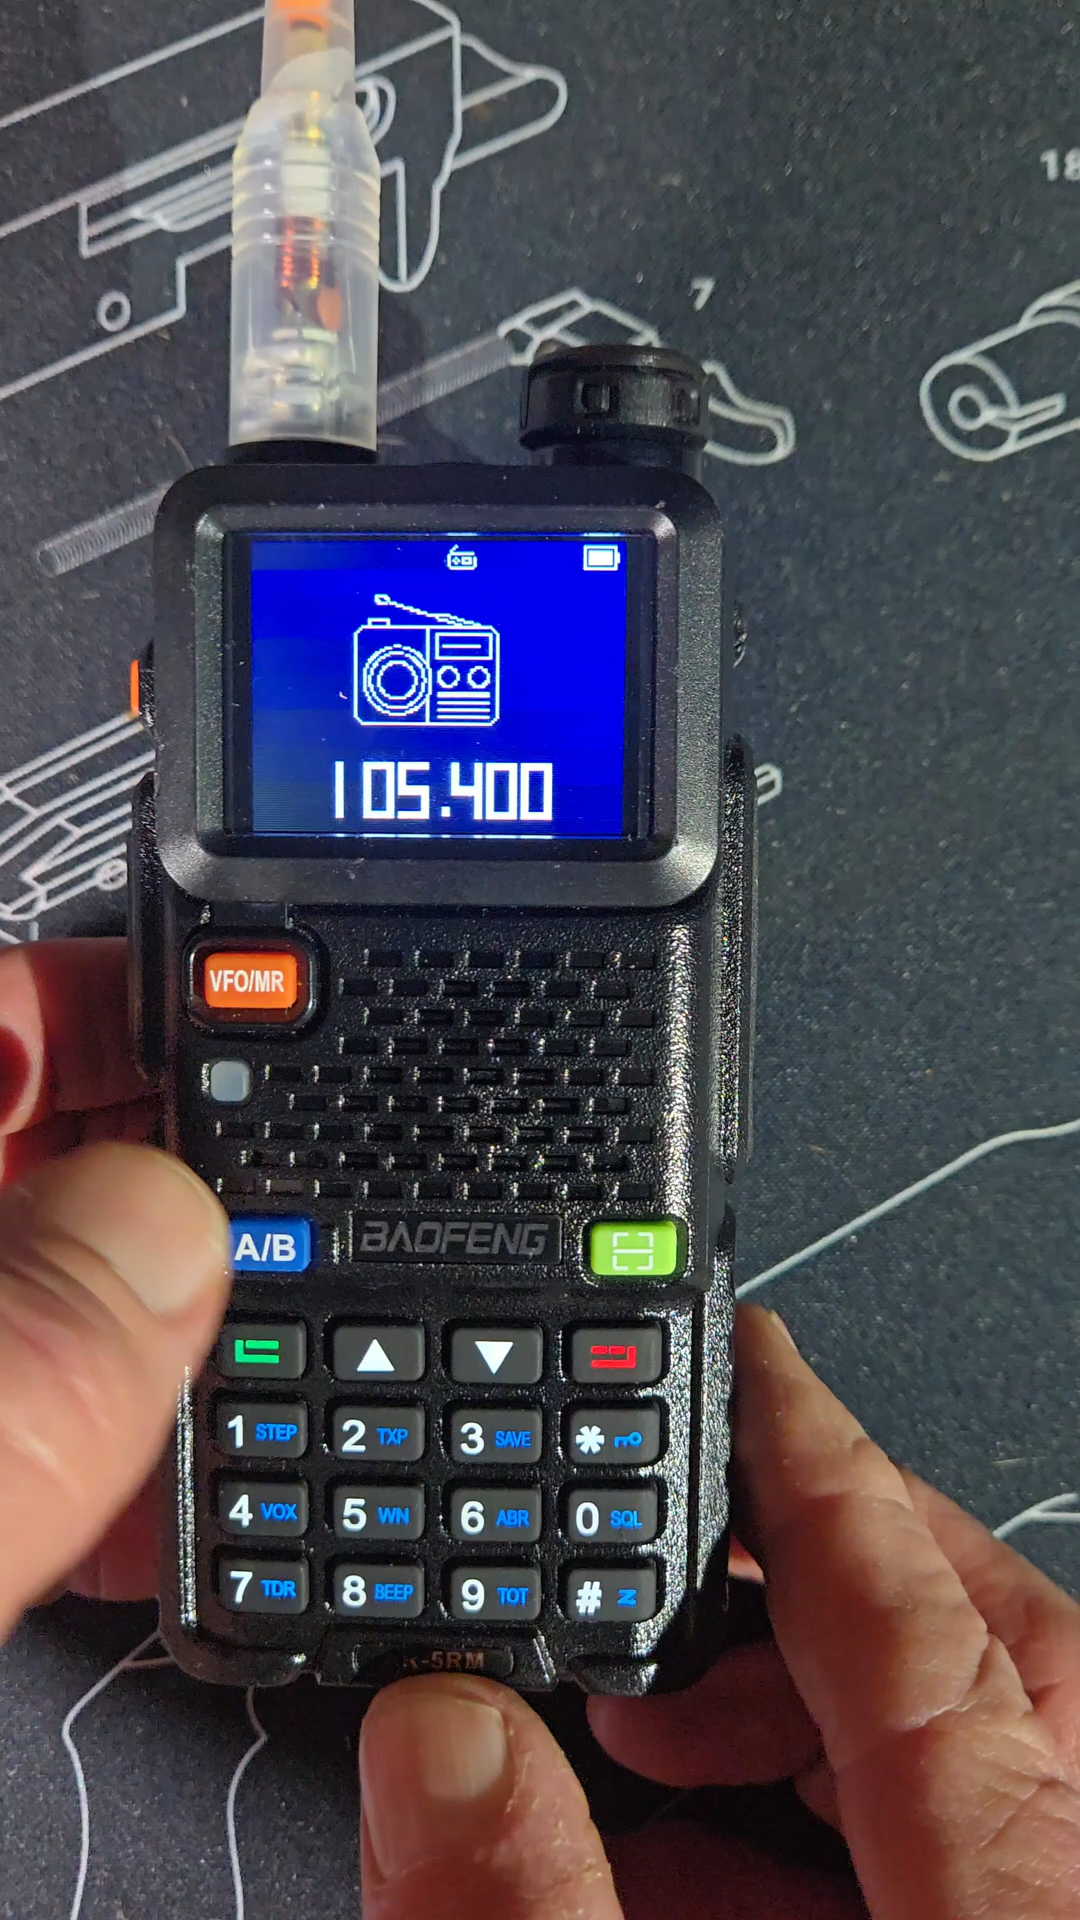 18
7
105.400
VFO/MR
A/B BAOFENG
1 STEP 2 TXP 3 SAVE *
4 VOX 5 WN 6 ABR 0 SQL
7 TDR 8 BEEP 9 TOT #
-5RM